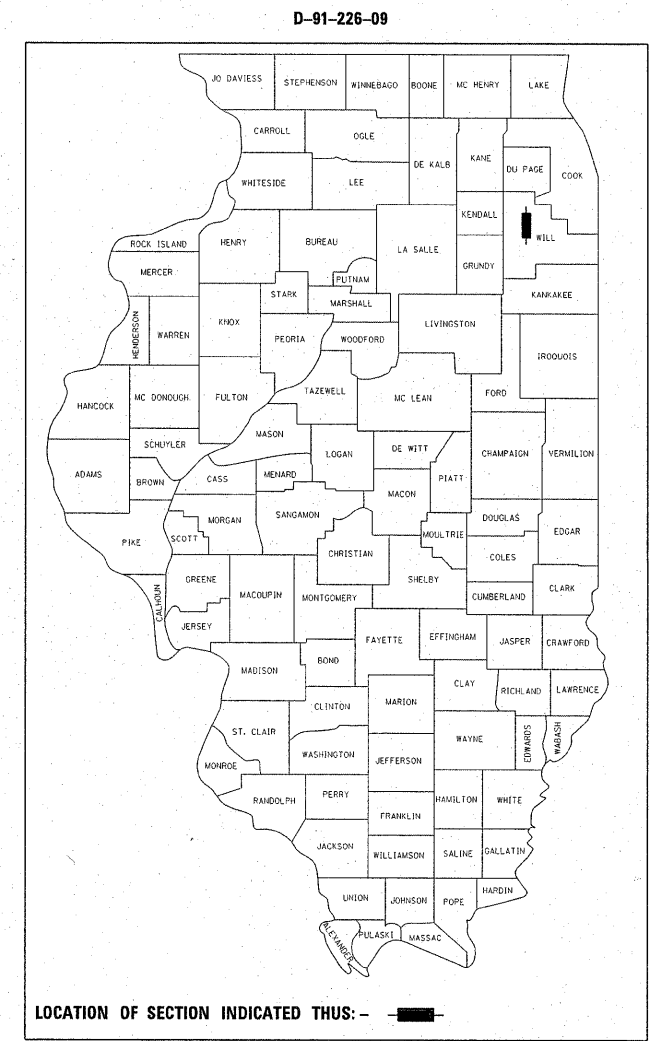 D-91-226-09
JO DAVIESS STEPHENSON WINNEBAGO BOONE MC HENRY LAKE
CARROLL OGLE
DE KALB KANE DU PAGE COOK
WHITESIDE LEE
KENDALL
ROCK ISLAND HENRY BUREAU LA SALLE WILL
MERCER PUTNAM GRUNDY
STARK MARSHALL KANKAKEE
HENDERSON WARREN KNOX PEORIA WOODFORD LIVINGSTON IROQUOIS
HANCOCK MC DONOUGH FULTON TAZEWELL MC LEAN FORD
SCHUYLER MASON LOGAN DE WITT CHAMPAIGN VERMILION
ADAMS BROWN CASS MENARD MACON PIATT
PIKE SCOTT MORGAN SANGAMON CHRISTIAN MOULTRIE DOUGLAS EDGAR
COLES
CALHOUN GREENE MACOUPIN MONTGOMERY SHELBY CUMBERLAND CLARK
JERSEY FAYETTE EFFINGHAM JASPER CRAWFORD
MADISON BOND CLAY RICHLAND LAWRENCE
CLINTON MARION
ST. CLAIR WAYNE EDWARDS WABASH
MONROE WASHINGTON JEFFERSON
RANDOLPH PERRY HAMILTON WHITE
FRANKLIN
JACKSON WILLIAMSON SALINE GALLATIN
UNION JOHNSON POPE HARDIN
ALEXANDER PULASKI MASSAC
LOCATION OF SECTION INDICATED THUS: -